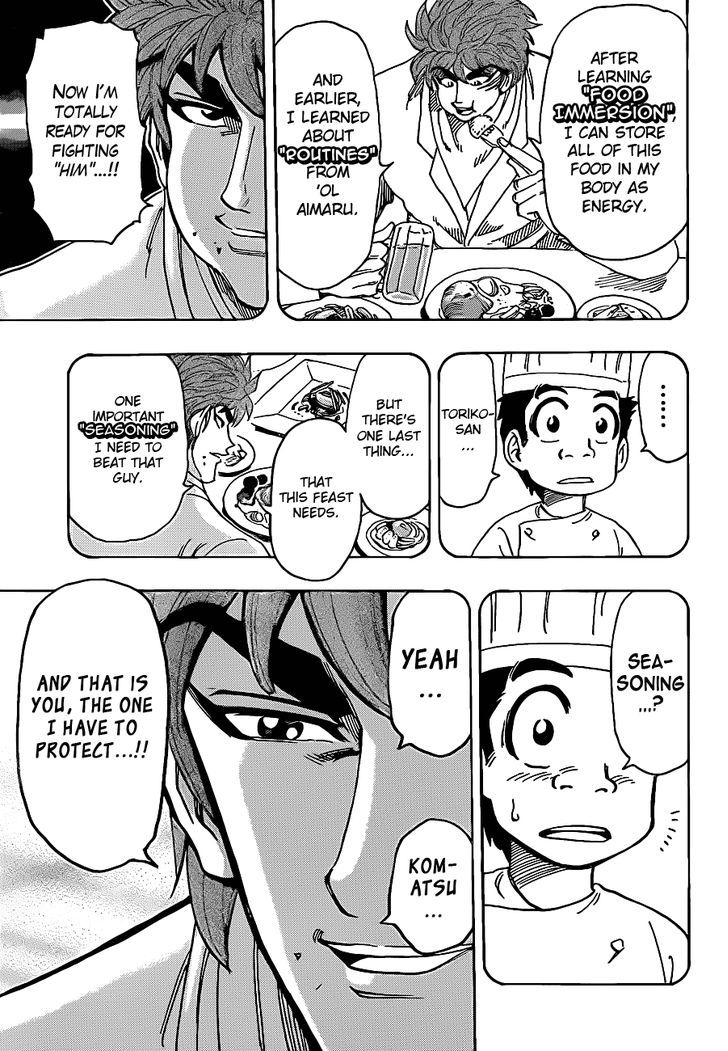 AFTER
LEARNING
"FOOD
IMMERSION",
I CAN STORE
ALL OF THIS
FOOD IN MY
BODY AS
ENERGY.
AND
EARLIER,
I LEARNED
ABOUT
"ROUTINES"
FROM
'OL
AIMARU.
NOW I'M
TOTALLY
READY FOR
FIGHTING
"HIM"...!!
......
TORIKO-
SAN
...
BUT
THERE'S
ONE LAST
THING...
THAT
THIS FEAST
NEEDS.
ONE
IMPORTANT
"SEASONING"
I NEED TO
BEAT THAT
GUY.
SEA-
SONING
...?
YEAH
...
KOM-
ATSU
...
AND THAT IS
YOU, THE ONE
I HAVE TO
PROTECT...!!